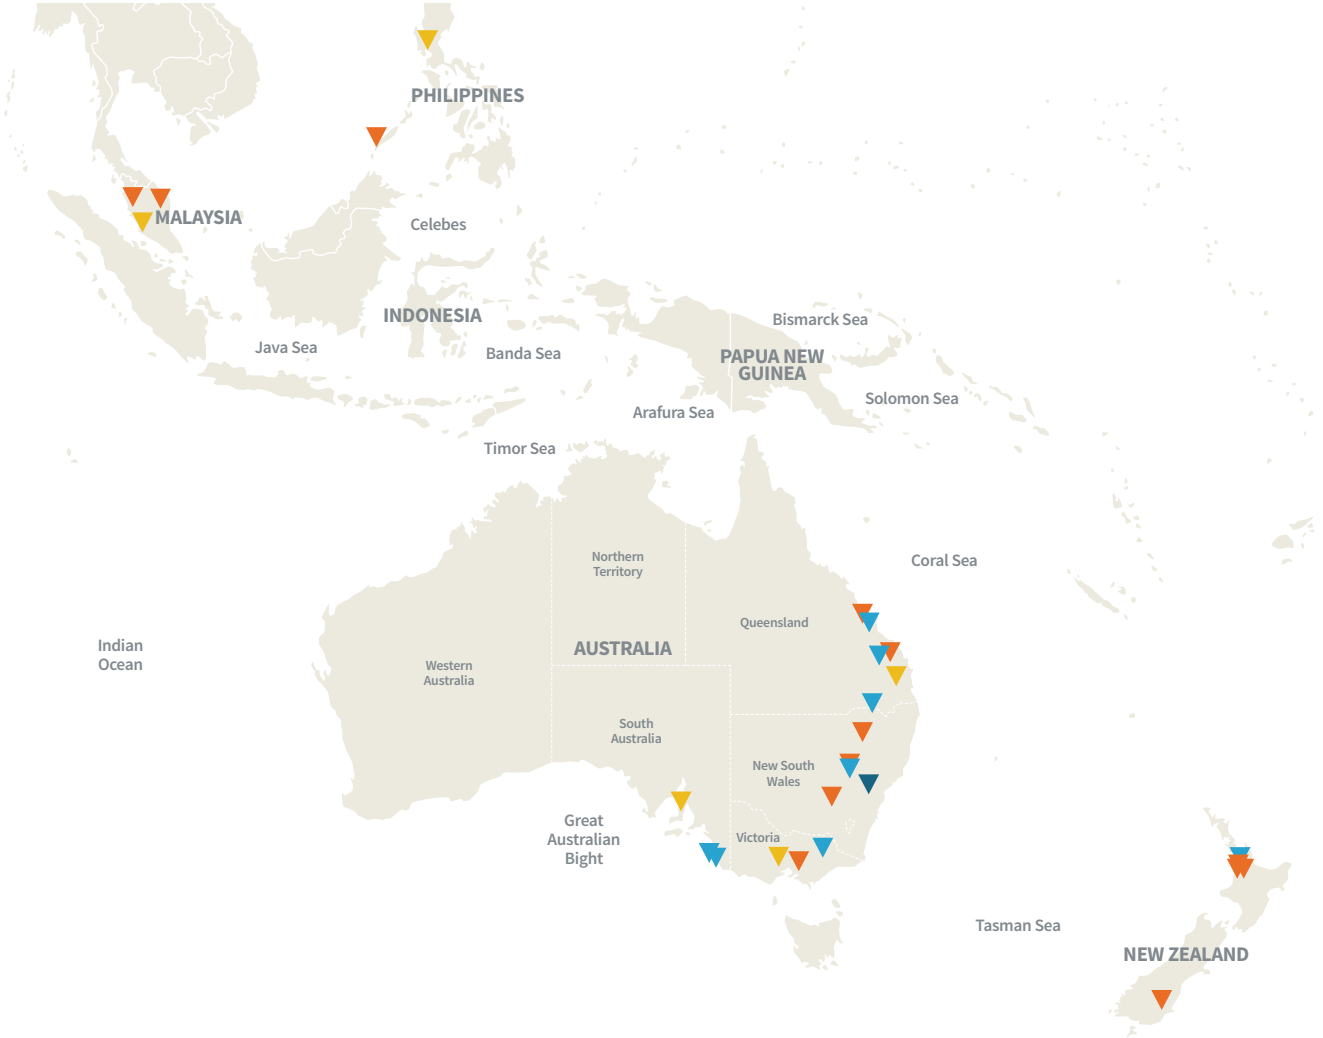 PHILIPPINES
MALAYSIA
Celebes
INDONESIA
Bismarck Sea
Java Sea
Banda Sea
PAPUA NEW
GUINEA
Solomon Sea
Arafura Sea
Timor Sea
Northern
Territory
Coral Sea
Queensland
Indian
Ocean
AUSTRALIA
Western
Australia
South
Australia
New South
Wales
Great
Australian
Bight
Victoria
Tasman Sea
NEW ZEALAND